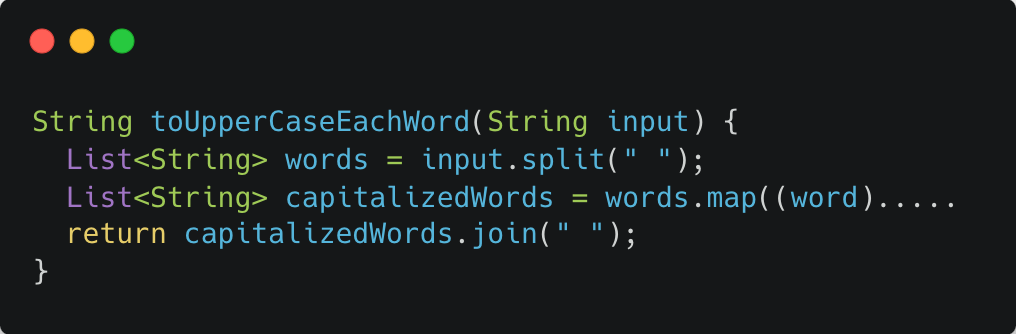 String toUpperCaseEachWord(String input) {
  List<String> words = input.split(" ");
  List<String> capitalizedWords = words.map((word).....
  return capitalizedWords.join(" ");
}